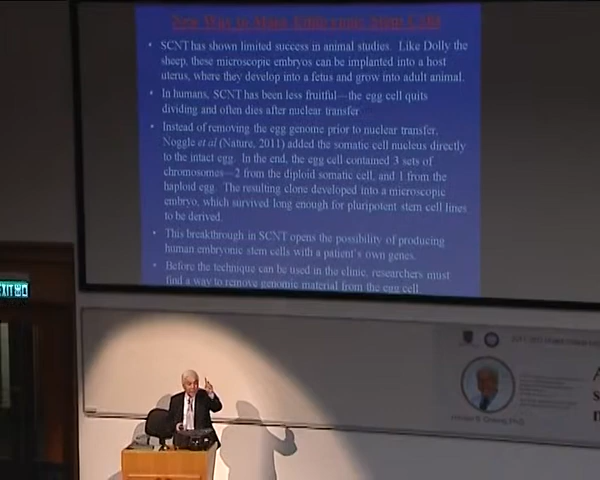 New Way to Make Embryonic Stem Cells
• SCNT has shown limited success in animal studies. Like Dolly the
sheep, these microscopic embryos can be implanted into a host
uterus, where they develop into a fetus and grow into adult animal.
• In humans, SCNT has been less fruitful—the egg cell quits
dividing and often dies after nuclear transfer
• Instead of removing the egg genome prior to nuclear transfer,
Noggle et al (Nature, 2011) added the somatic cell nucleus directly
to the intact egg. In the end, the egg cell contained 3 sets of
chromosomes—2 from the diploid somatic cell, and 1 from the
haploid egg. The resulting clone developed into a microscopic
embryo, which survived long enough for pluripotent stem cell lines
to be derived.
• This breakthrough in SCNT opens the possibility of producing
human embryonic stem cells with a patient's own genes.
• Before the technique can be used in the clinic, researchers must
find a way to remove genomic material from the egg cell.
EXIT